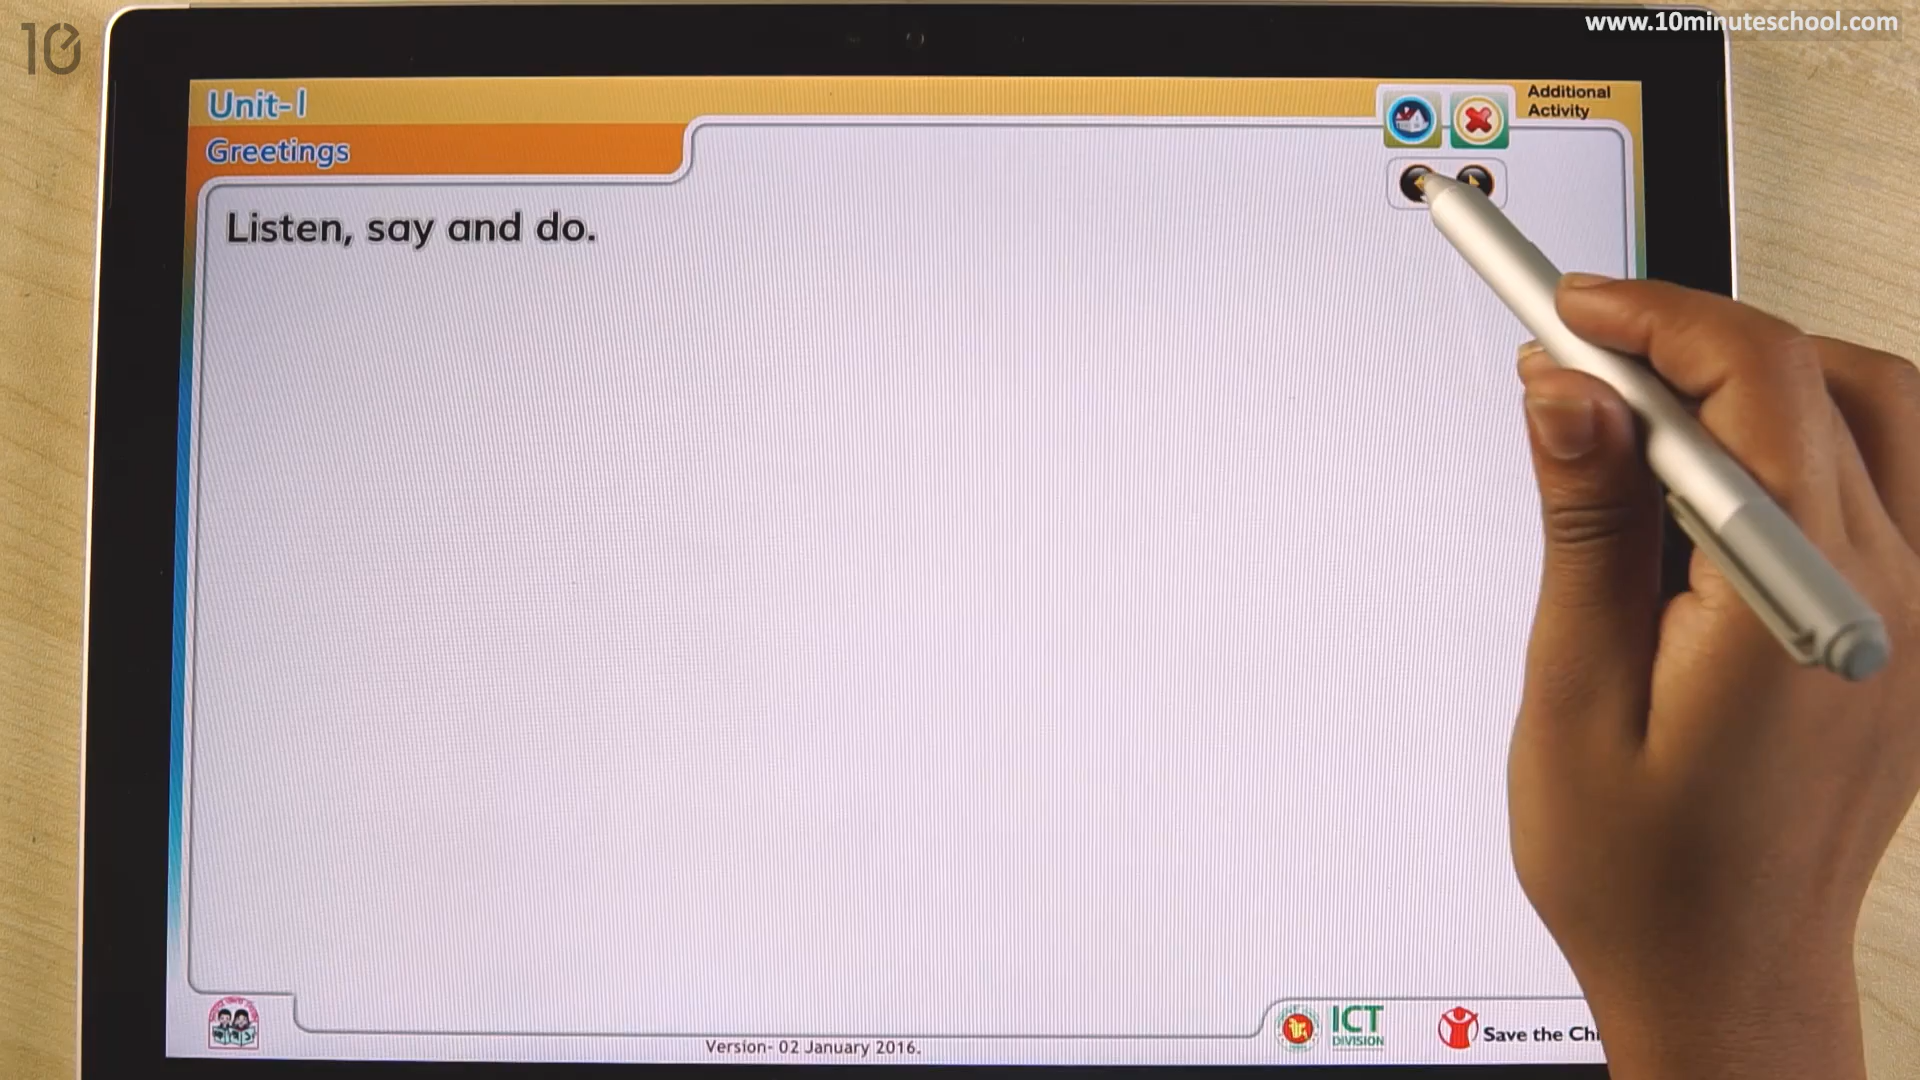 10
www.10minuteschool.com
Unit-1
Additional
Activity
Greetings
Listen, say and do.
Version- 02 January 2016.
ICT
DIVISION
Save the Chi